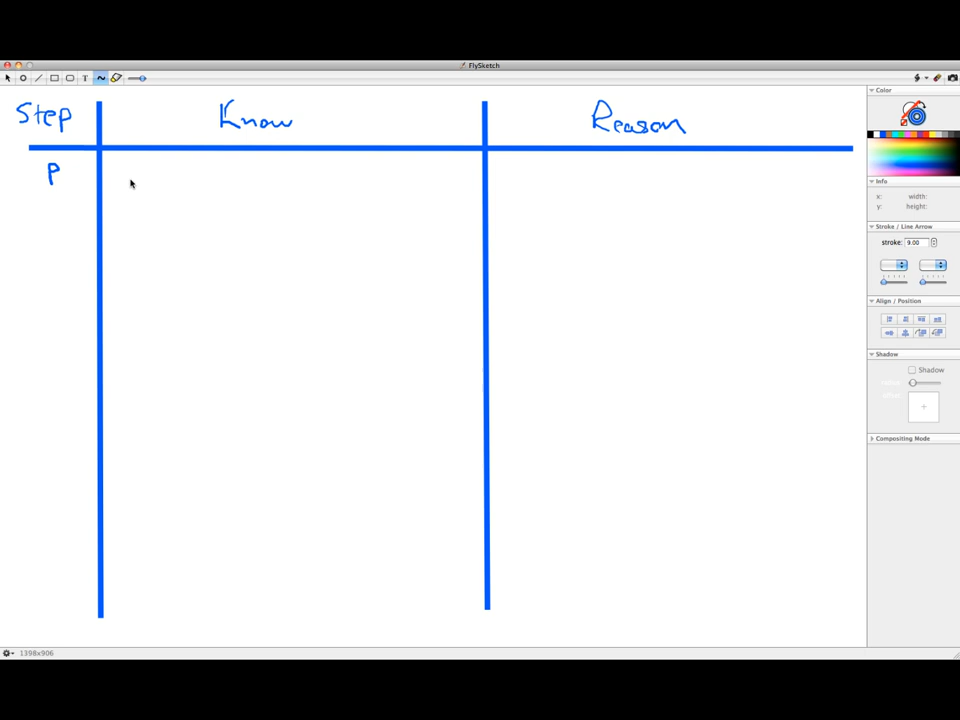 FlySketch
T
Color
Step Know Reason
P
Info
x: width:
y: height:
Stroke / Line Arrow
stroke: 9.00
Align / Position
Shadow
Shadow
Compositing Mode
1398x906